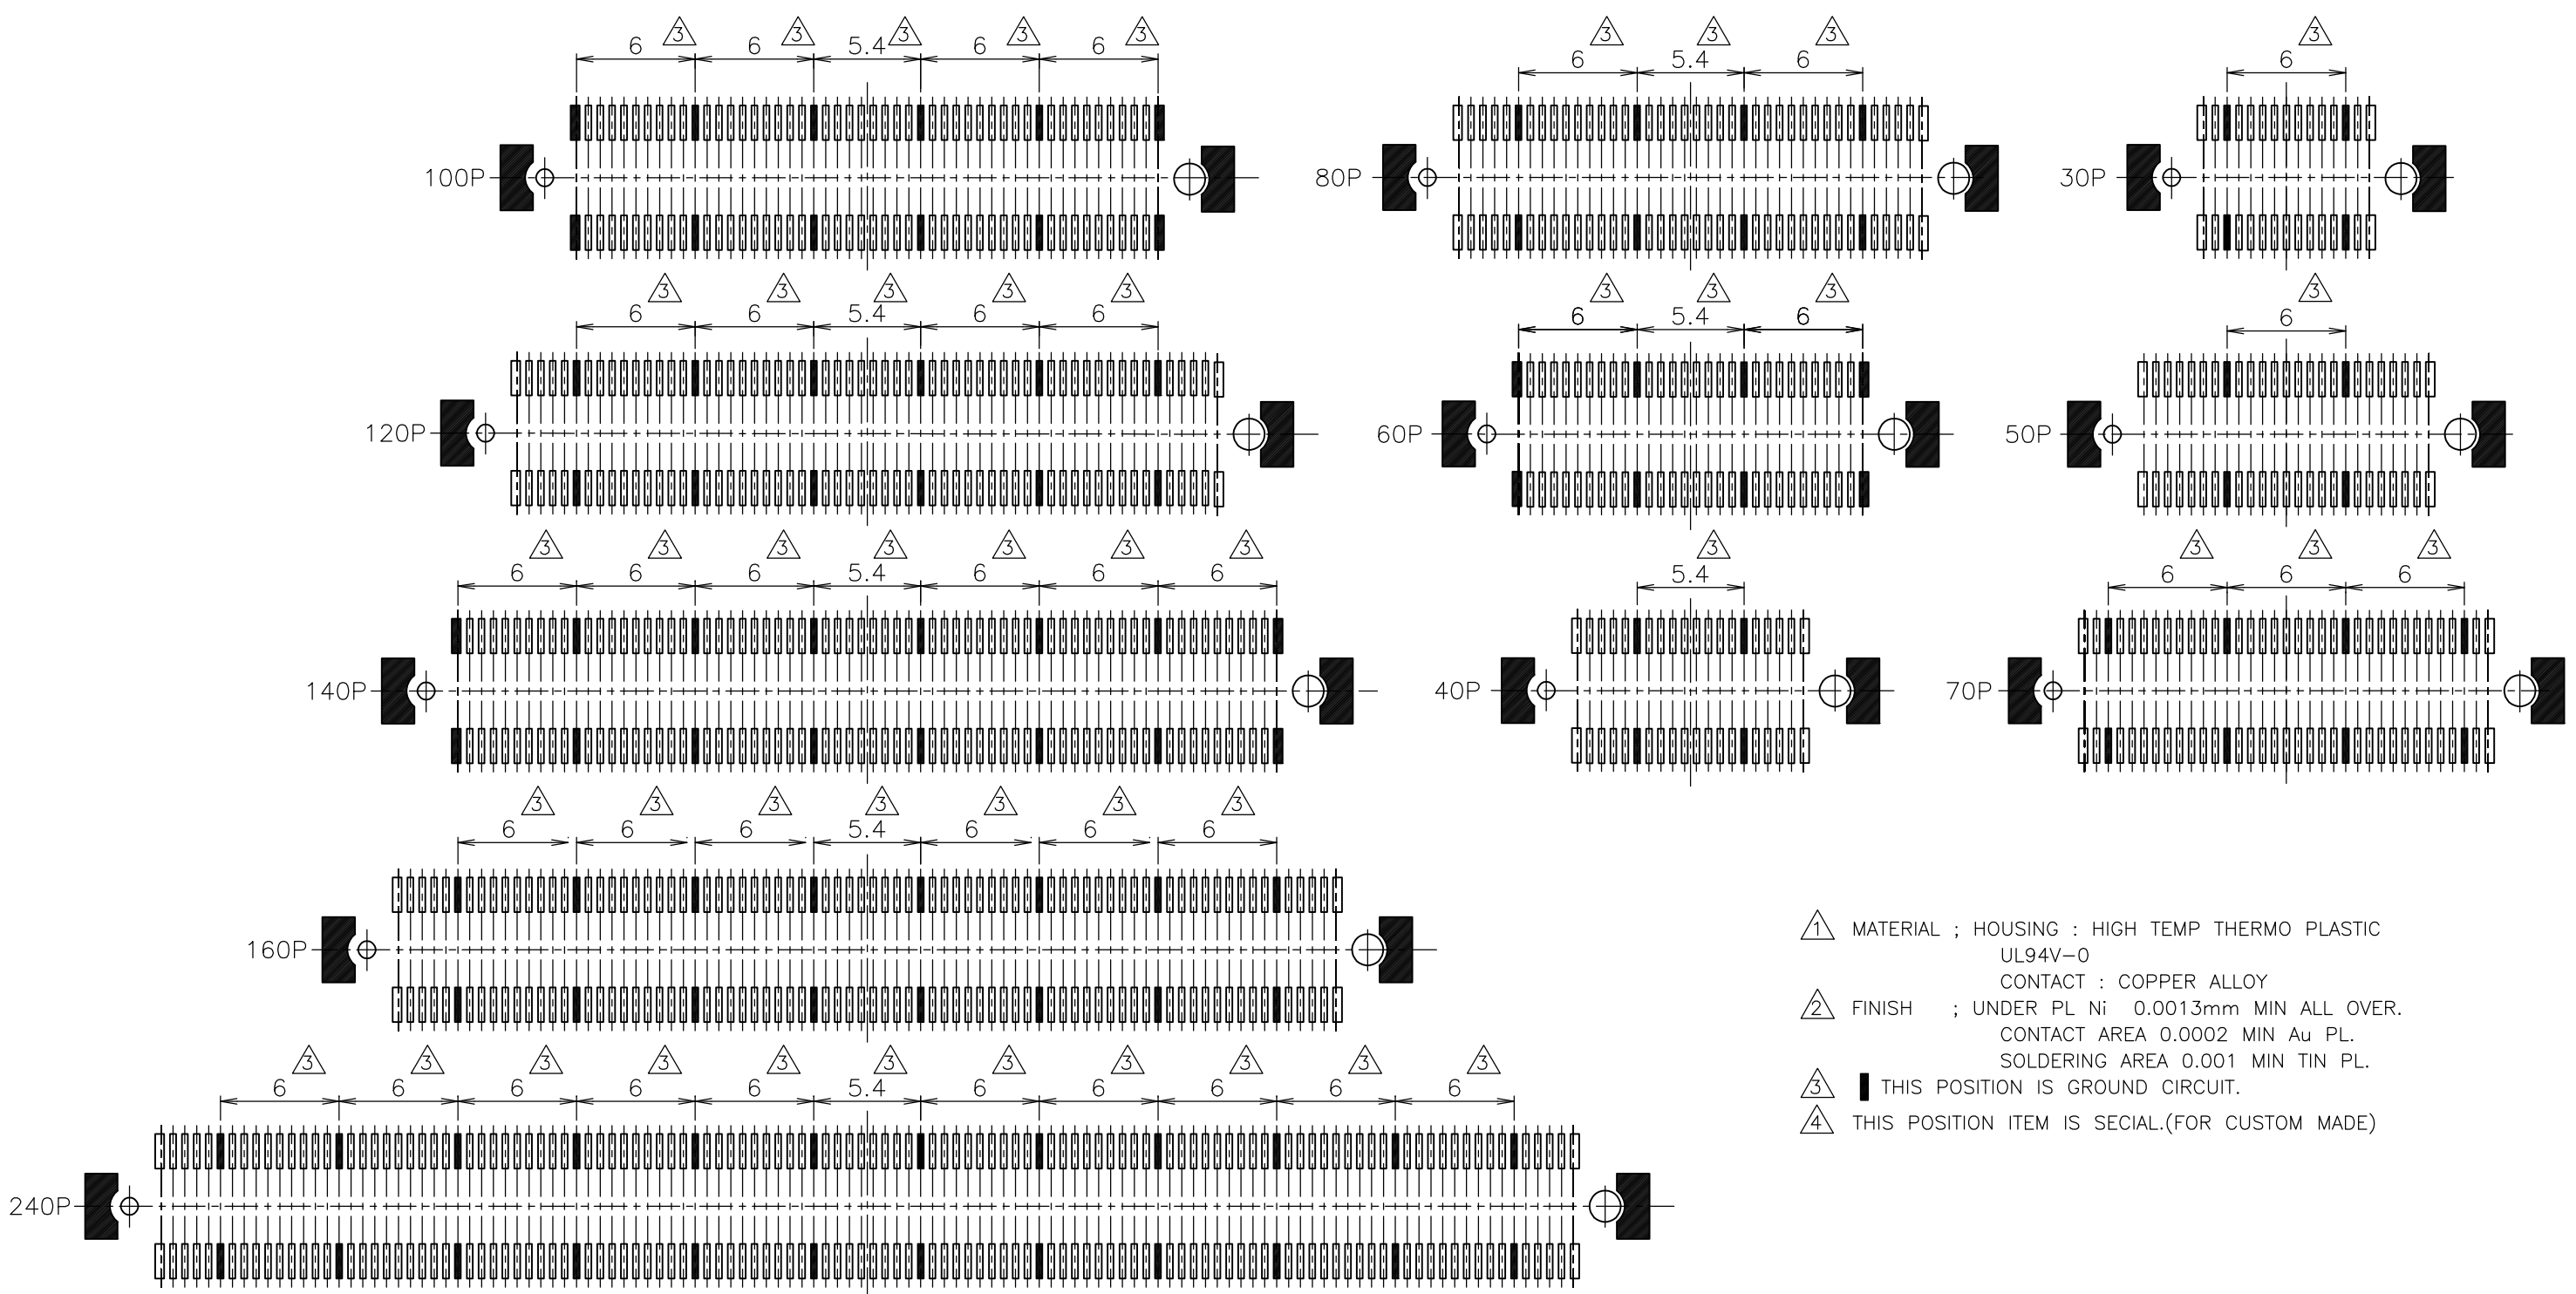 3 3 3 3 3
6 6 5.4 6 6
100P
3 3 3
6 5.4 6
80P
3
6
30P
3 3 3 3 3
6 6 5.4 6 6
120P
3 3 3
6 5.4 6
60P
3
6
50P
3 3 3 3 3 3 3
6 6 6 5.4 6 6 6
140P
3
5.4
40P
3 3 3
6 6 6
70P
3 3 3 3 3 3 3
6 6 6 5.4 6 6 6
160P
3 3 3 3 3 3 3 3 3 3 3
6 6 6 6 6 5.4 6 6 6 6 6
240P
1 MATERIAL ; HOUSING : HIGH TEMP THERMO PLASTIC
UL94V-0
CONTACT : COPPER ALLOY
2 FINISH ; UNDER PL Ni 0.0013mm MIN ALL OVER.
CONTACT AREA 0.0002 MIN Au PL.
SOLDERING AREA 0.001 MIN TIN PL.
3 THIS POSITION IS GROUND CIRCUIT.
4 THIS POSITION ITEM IS SECIAL.(FOR CUSTOM MADE)